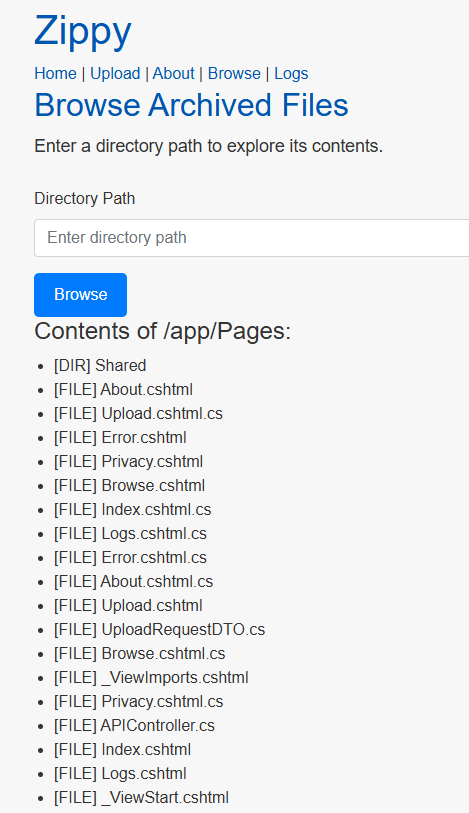 Zippy
Home | Upload | About | Browse | Logs
Browse Archived Files
Enter a directory path to explore its contents.
Directory Path
Enter directory path
Browse
Contents of /app/Pages:
• [DIR] Shared
• [FILE] About.cshtml
• [FILE] Upload.cshtml.cs
• [FILE] Error.cshtml
• [FILE] Privacy.cshtml
• [FILE] Browse.cshtml
• [FILE] Index.cshtml.cs
• [FILE] Logs.cshtml.cs
• [FILE] Error.cshtml.cs
• [FILE] About.cshtml.cs
• [FILE] Upload.cshtml
• [FILE] UploadRequestDTO.cs
• [FILE] Browse.cshtml.cs
• [FILE] _ViewImports.cshtml
• [FILE] Privacy.cshtml.cs
• [FILE] APIController.cs
• [FILE] Index.cshtml
• [FILE] Logs.cshtml
• [FILE] _ViewStart.cshtml